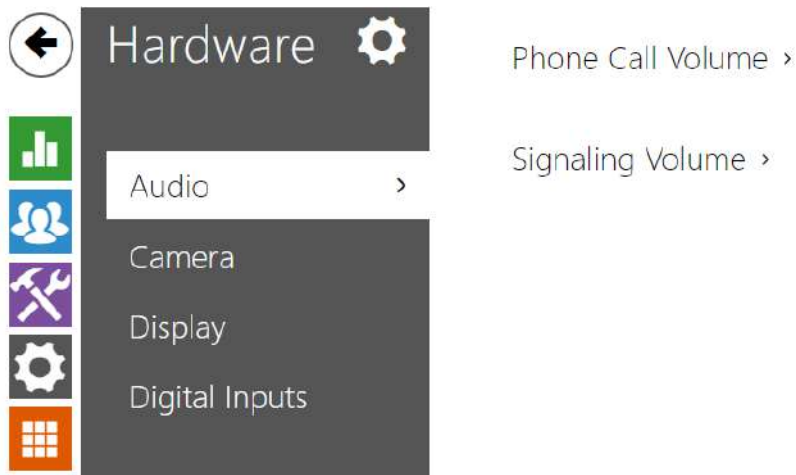 Hardware
Audio
Camera
Display
Digital Inputs
Phone Call Volume
Signaling Volume